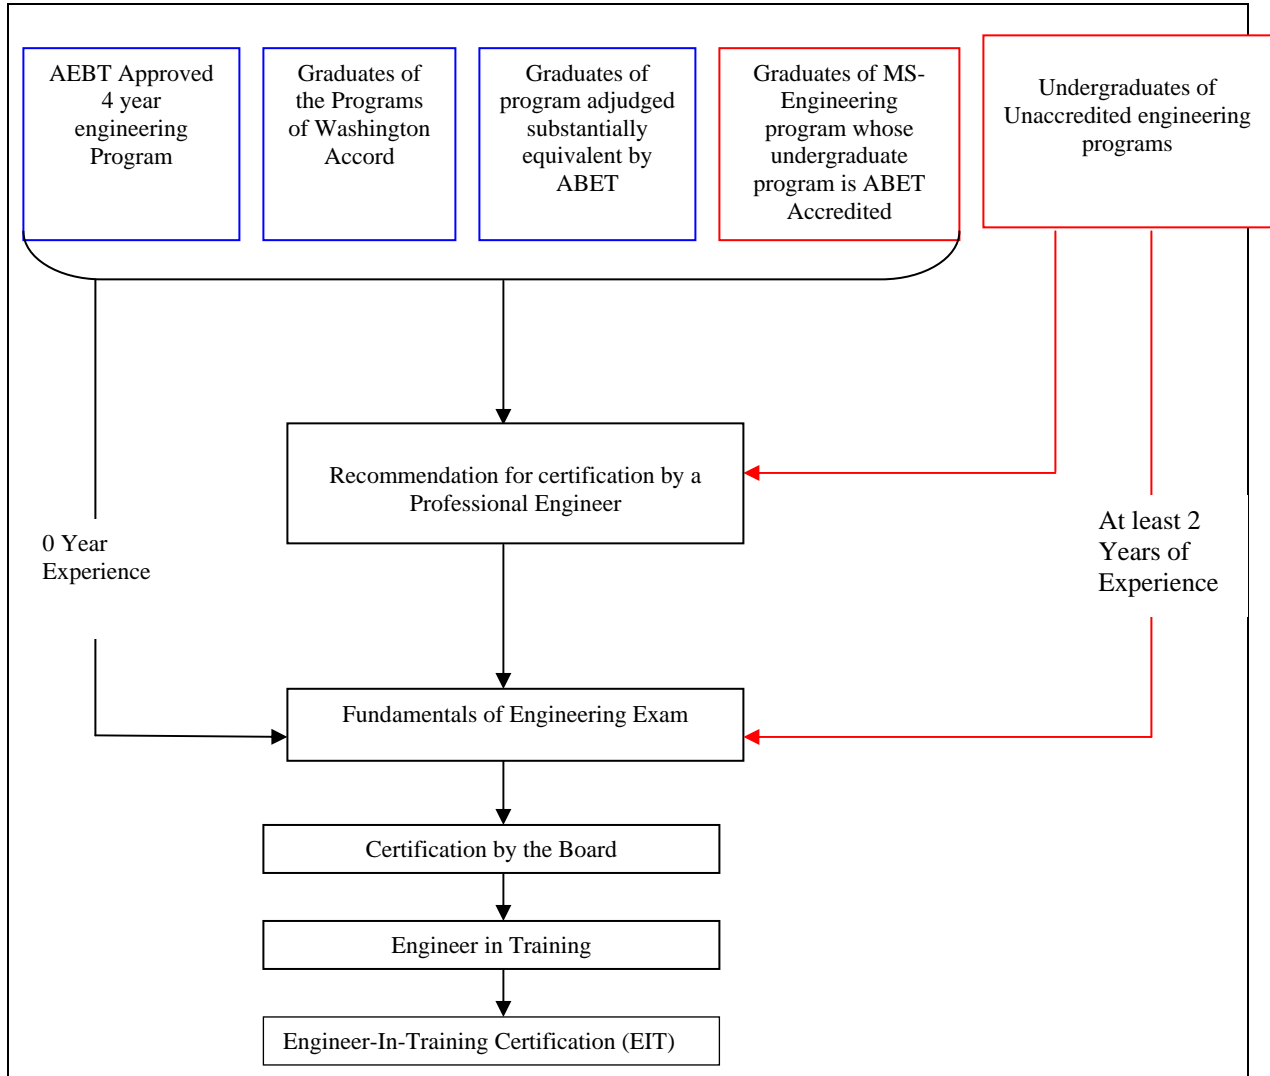 AEBT Approved
4 year
engineering
Program
Graduates of
the Programs
of Washington
Accord
Graduates of
program adjudged
substantially
equivalent by
ABET
Graduates of MS-
Engineering
program whose
undergraduate
program is ABET
Accredited
Undergraduates of
Unaccredited engineering
programs
Recommendation for certification by a
Professional Engineer
0 Year
Experience
At least 2
Years of
Experience
Fundamentals of Engineering Exam
Certification by the Board
Engineer in Training
Engineer-In-Training Certification (EIT)